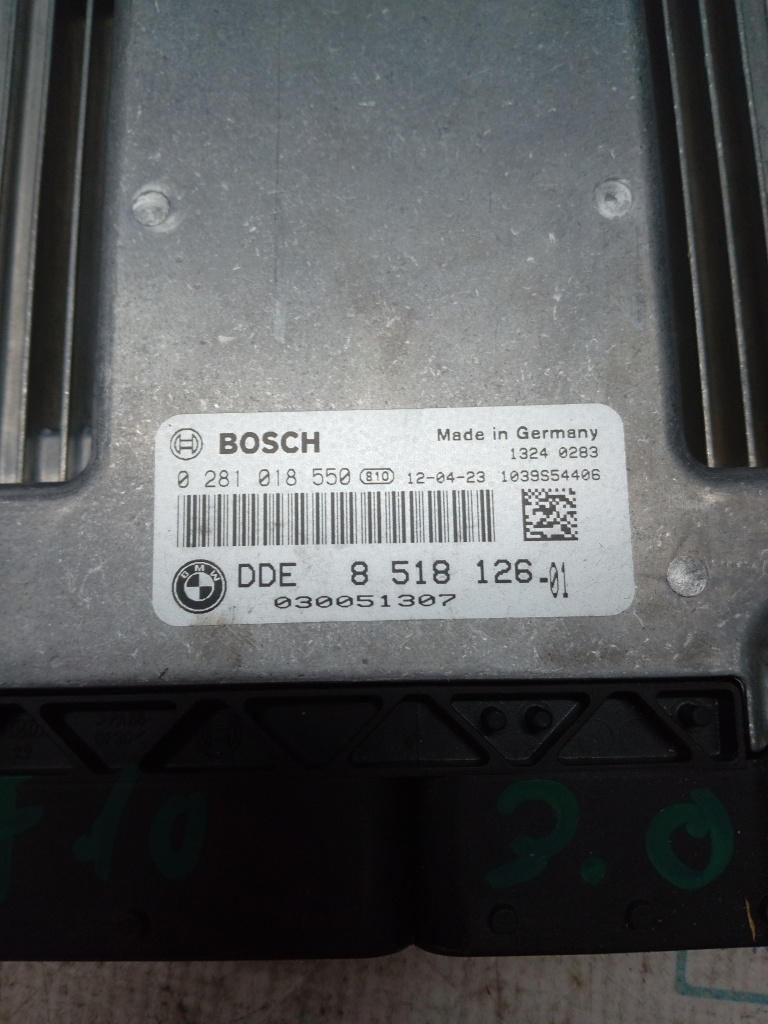 BOSCH
Made in Germany
1324 0283
0 281 018 550 810 12-04-23 1039S54406
BMW DDE 8 518 126-01
030051307
F10 3.0